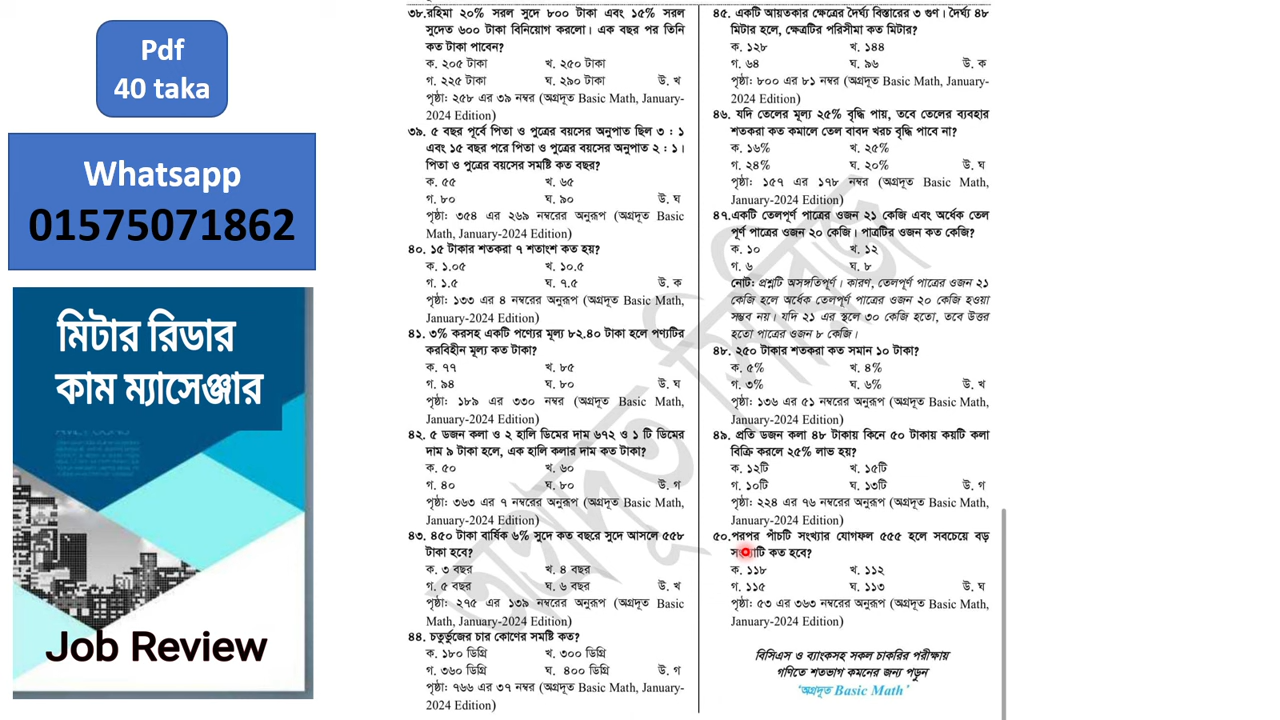 Pdf
40 taka
Whatsapp
01575071862
মিটার রিডার
কাম ম্যাসেঞ্জার
Job Review
৩৮.রহিমা ২০% সরল সুদে ৮০০ টাকা এবং ১৫% সরল
সুদেত ৬০০ টাকা বিনিয়োগ করলো। এক বছর পর তিনি
কত টাকা পাবেন?
ক. ২০৫ টাকা খ. ২৫০ টাকা
গ. ২২৫ টাকা ঘ. ২৯০ টাকা উ. খ
পৃষ্ঠা: ২৫৮ এর ৩৯ নম্বর (অগ্রদূত Basic Math, January-
2024 Edition)
৩৯. ৫ বছর পূর্বে পিতা ও পুত্রের বয়সের অনুপাত ছিল ৩ : ১
এবং ১৫ বছর পরে পিতা ও পুত্রের বয়সের অনুপাত ২ : ১।
পিতা ও পুত্রের বয়সের সমষ্টি কত বছর?
ক. ৫৫ খ. ৬৫
গ. ৮০ ঘ. ৯০ উ. ঘ
পৃষ্ঠা: ৩৫৪ এর ২৬৯ নম্বরের অনুরূপ (অগ্রদূত Basic
Math, January-2024 Edition)
৪০. ১৫ টাকার শতকরা ৭ শতাংশ কত হয়?
ক. ১.০৫ খ. ১০.৫
গ. ১.৫ ঘ. ৭.৫ উ. ক
পৃষ্ঠা: ১৩৩ এর ৪ নম্বরের অনুরূপ (অগ্রদূত Basic Math,
January-2024 Edition)
৪১. ৩% করসহ একটি পণ্যের মূল্য ৮২.৪০ টাকা হলে পণ্যটির
করবিহীন মূল্য কত টাকা?
ক. ৭৭ খ. ৮৫
গ. ৯৪ ঘ. ৮০ উ. ঘ
পৃষ্ঠা: ১৮৯ এর ৩৩০ নম্বর (অগ্রদূত Basic Math,
January-2024 Edition)
৪২. ৫ ডজন কলা ও ২ হালি ডিমের দাম ৬৭২ ও ১ টি ডিমের
দাম ৯ টাকা হলে, এক হালি কলার দাম কত টাকা?
ক. ৫০ খ. ৬০
গ. ৪০ ঘ. ৮০ উ. গ
পৃষ্ঠা: ৩৬৩ এর ৭ নম্বরের অনুরূপ (অগ্রদূত Basic Math,
January-2024 Edition)
৪৩. ৪৫০ টাকা বার্ষিক ৬% সুদে কত বছরে সুদে আসলে ৫৫৮
টাকা হবে?
ক. ৩ বছর খ. ৪ বছর
গ. ৫ বছর ঘ. ৬ বছর উ. খ
পৃষ্ঠা: ২৭৫ এর ১৩৯ নম্বরের অনুরূপ (অগ্রদূত Basic
Math, January-2024 Edition)
৪৪. চতুর্ভুজের চার কোণের সমষ্টি কত?
ক. ১৮০ ডিগ্রি খ. ৩০০ ডিগ্রি
গ. ৩৬০ ডিগ্রি ঘ. ৪০০ ডিগ্রি উ. গ
পৃষ্ঠা: ৭৬৬ এর ৩৭ নম্বর (অগ্রদূত Basic Math, January-
2024 Edition)
৪৫. একটি আয়তকার ক্ষেত্রের দৈর্ঘ্য বিস্তারের ৩ গুণ। দৈর্ঘ্য ৪৮
মিটার হলে, ক্ষেত্রটির পরিসীমা কত মিটার?
ক. ১২৮ খ. ১৪৪
গ. ৬৪ ঘ. ৯৬ উ. ক
পৃষ্ঠা: ৮০০ এর ৮১ নম্বর (অগ্রদূত Basic Math, January-
2024 Edition)
৪৬. যদি তেলের মূল্য ২৫% বৃদ্ধি পায়, তবে তেলের ব্যবহার
শতকরা কত কমালে তেল বাবদ খরচ বৃদ্ধি পাবে না?
ক. ১৬% খ. ২৫%
গ. ২৪% ঘ. ২০% উ. ঘ
পৃষ্ঠা: ১৫৭ এর ১৭৮ নম্বর (অগ্রদূত Basic Math,
January-2024 Edition)
৪৭.একটি তেলপূর্ণ পাত্রের ওজন ২১ কেজি এবং অর্ধেক তেল
পূর্ণ পাত্রের ওজন ২০ কেজি। পাত্রটির ওজন কত কেজি?
ক. ১০ খ. ১২
গ. ৬ ঘ. ৮
নোট: প্রশ্নটি অসঙ্গতিপূর্ণ। কারণ, তেলপূর্ণ পাত্রের ওজন ২১
কেজি হলে অর্ধেক তেলপূর্ণ পাত্রের ওজন ২০ কেজি হওয়া
সম্ভব নয়। যদি ২১ এর স্থলে ৩০ কেজি হতো, তবে উত্তর
হতো পাত্রের ওজন ৮ কেজি।
৪৮. ২৫০ টাকার শতকরা কত সমান ১০ টাকা?
ক. ৫% খ. ৪%
গ. ৩% ঘ. ৬% উ. খ
পৃষ্ঠা: ১৩৬ এর ৫১ নম্বরের অনুরূপ (অগ্রদূত Basic Math,
January-2024 Edition)
৪৯. প্রতি ডজন কলা ৪৮ টাকায় কিনে ৫০ টাকায় কয়টি কলা
বিক্রি করলে ২৫% লাভ হয়?
ক. ১২টি খ. ১৫টি
গ. ১০টি ঘ. ১৩টি উ. গ
পৃষ্ঠা: ২২৪ এর ৭৬ নম্বরের অনুরূপ (অগ্রদূত Basic Math,
January-2024 Edition)
৫০.পরপর পাঁচটি সংখ্যার যোগফল ৫৫৫ হলে সবচেয়ে বড়
কত হবে?
ক. ১১৮ খ. ১১২
গ. ১১৫ ঘ. ১১৩ উ. ঘ
পৃষ্ঠা: ৫৩ এর ৩৬৩ নম্বরের অনুরূপ (অগ্রদূত Basic Math,
January-2024 Edition)
বিসিএস ও ব্যাংকসহ সকল চাকরির পরীক্ষায়
গণিতে শতভাগ কমনের জন্য পড়ুন
‘অগ্রদূত Basic Math’
অগ্রদূত সিরিজ